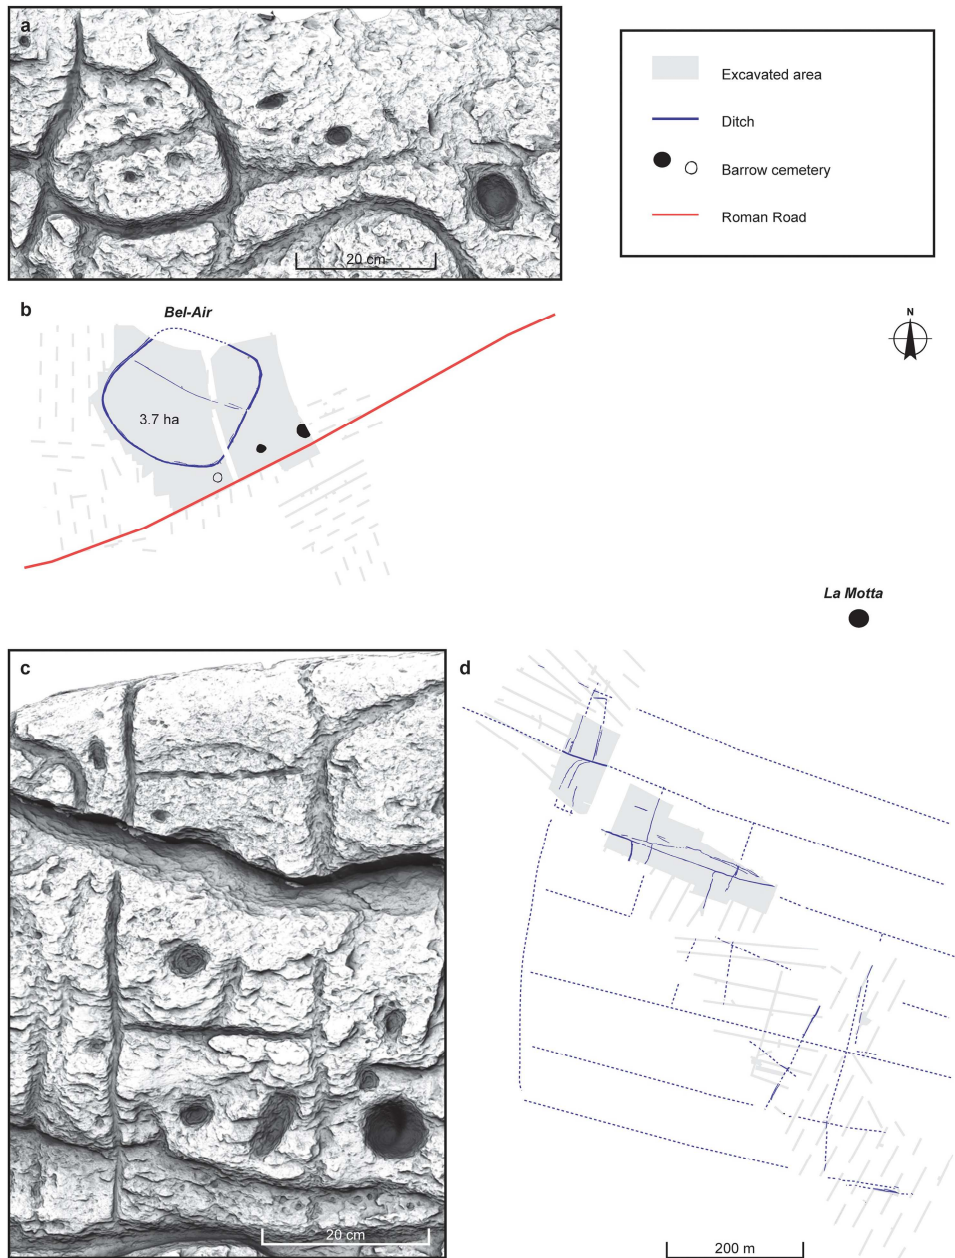 a
20 cm
Excavated area
Ditch
Barrow cemetery
Roman Road
b
Bel-Air
N
3.7 ha
La Motta
c
d
20 cm
200 m